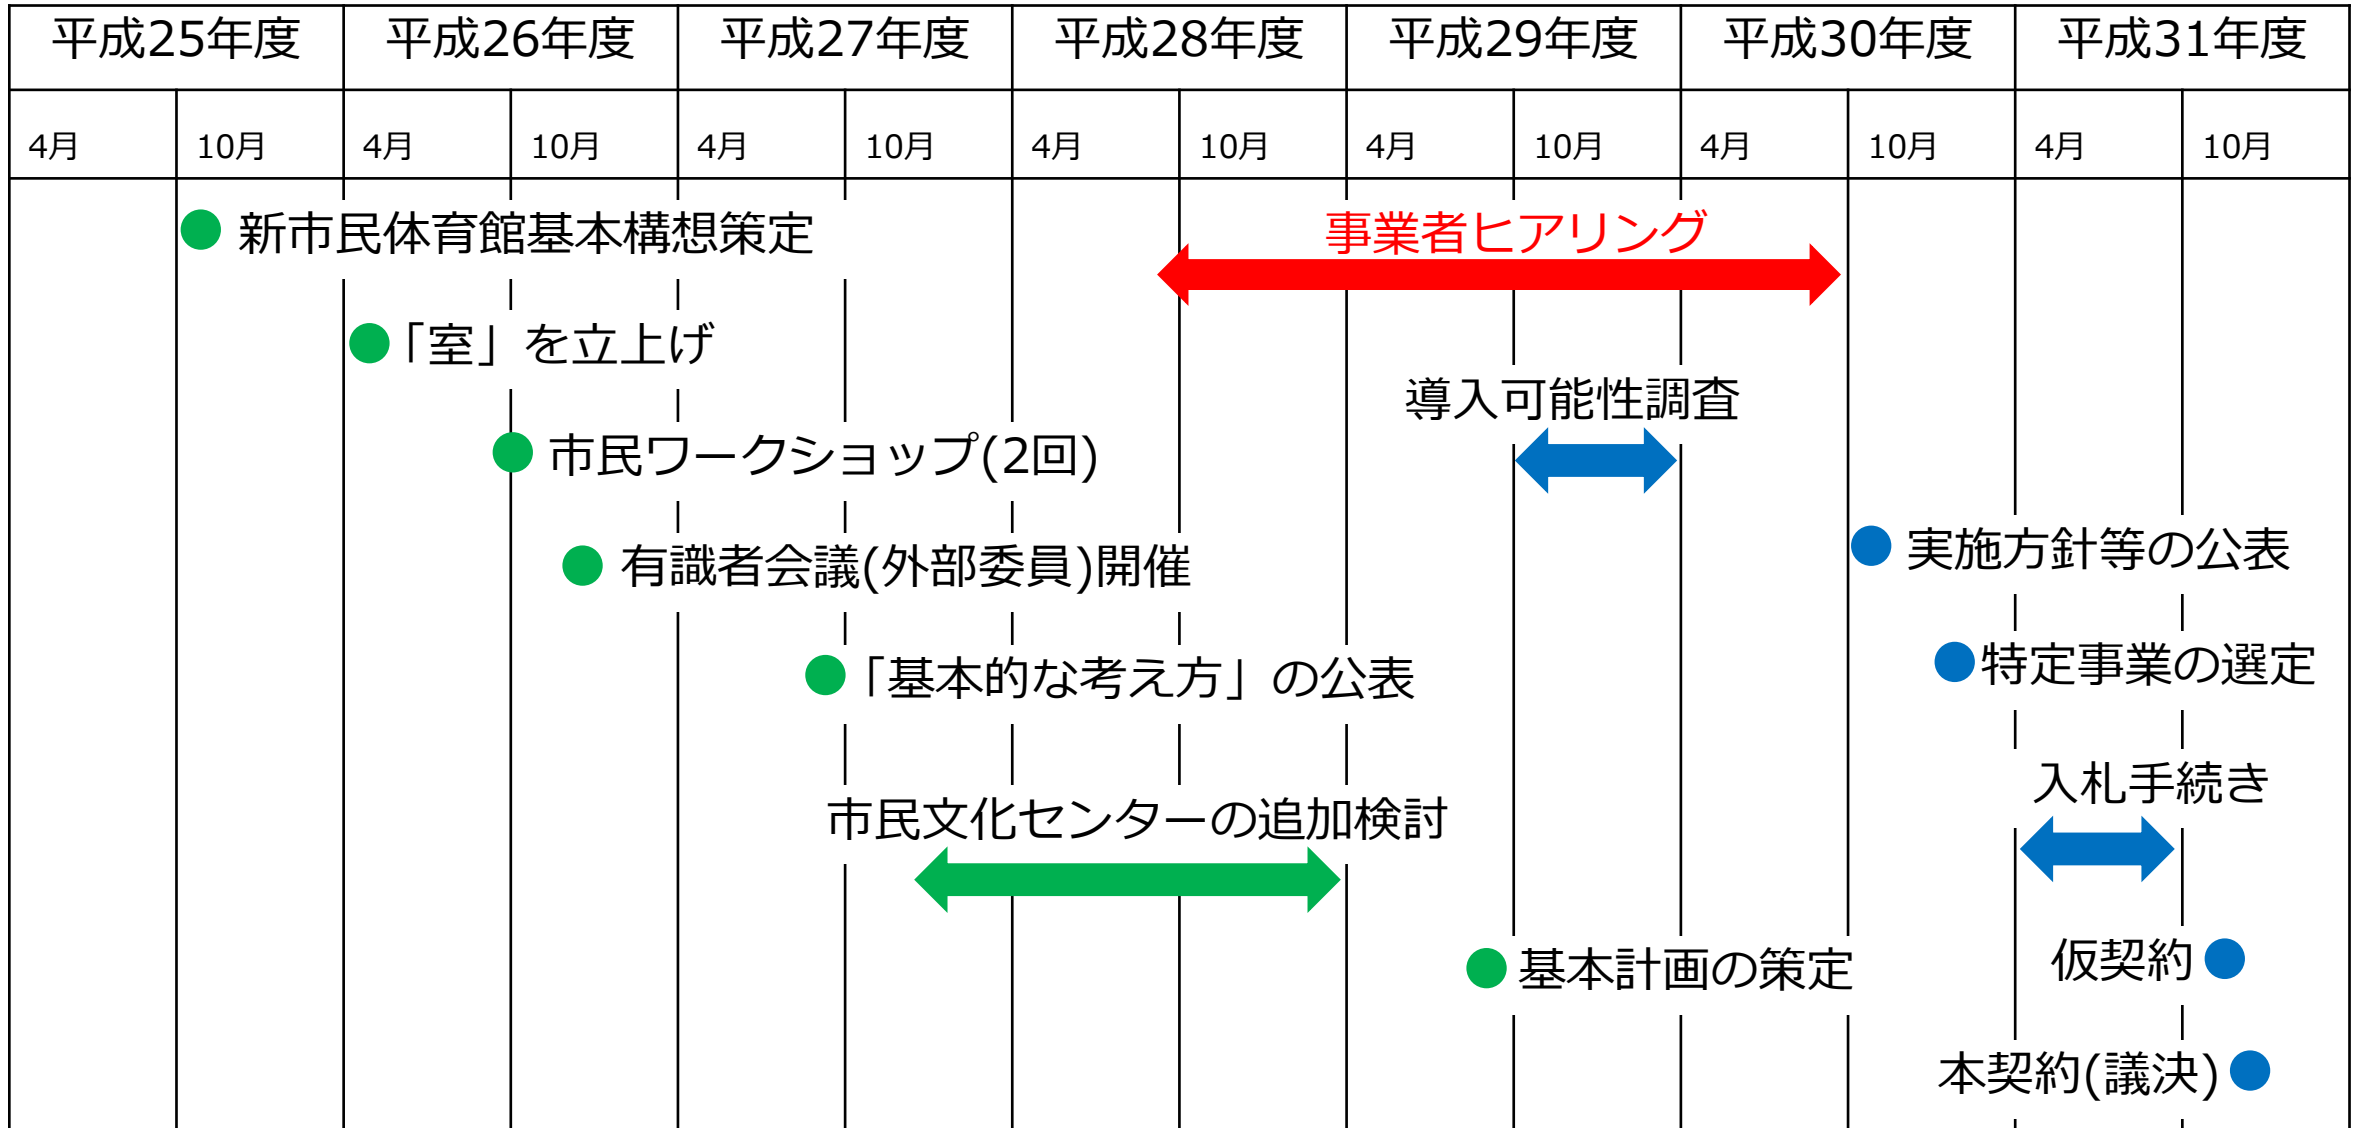 平成25年度 平成26年度 平成27年度 平成28年度 平成29年度 平成30年度 平成31年度
4月 10月 4月 10月 4月 10月 4月 10月 4月 10月 4月 10月 4月 10月
新市民体育館基本構想策定
事業者ヒアリング
「室」を立上げ
導入可能性調査
市民ワークショップ(2回)
有識者会議(外部委員)開催
実施方針等の公表
「基本的な考え方」の公表
特定事業の選定
市民文化センターの追加検討
入札手続き
基本計画の策定
仮契約
本契約(議決)